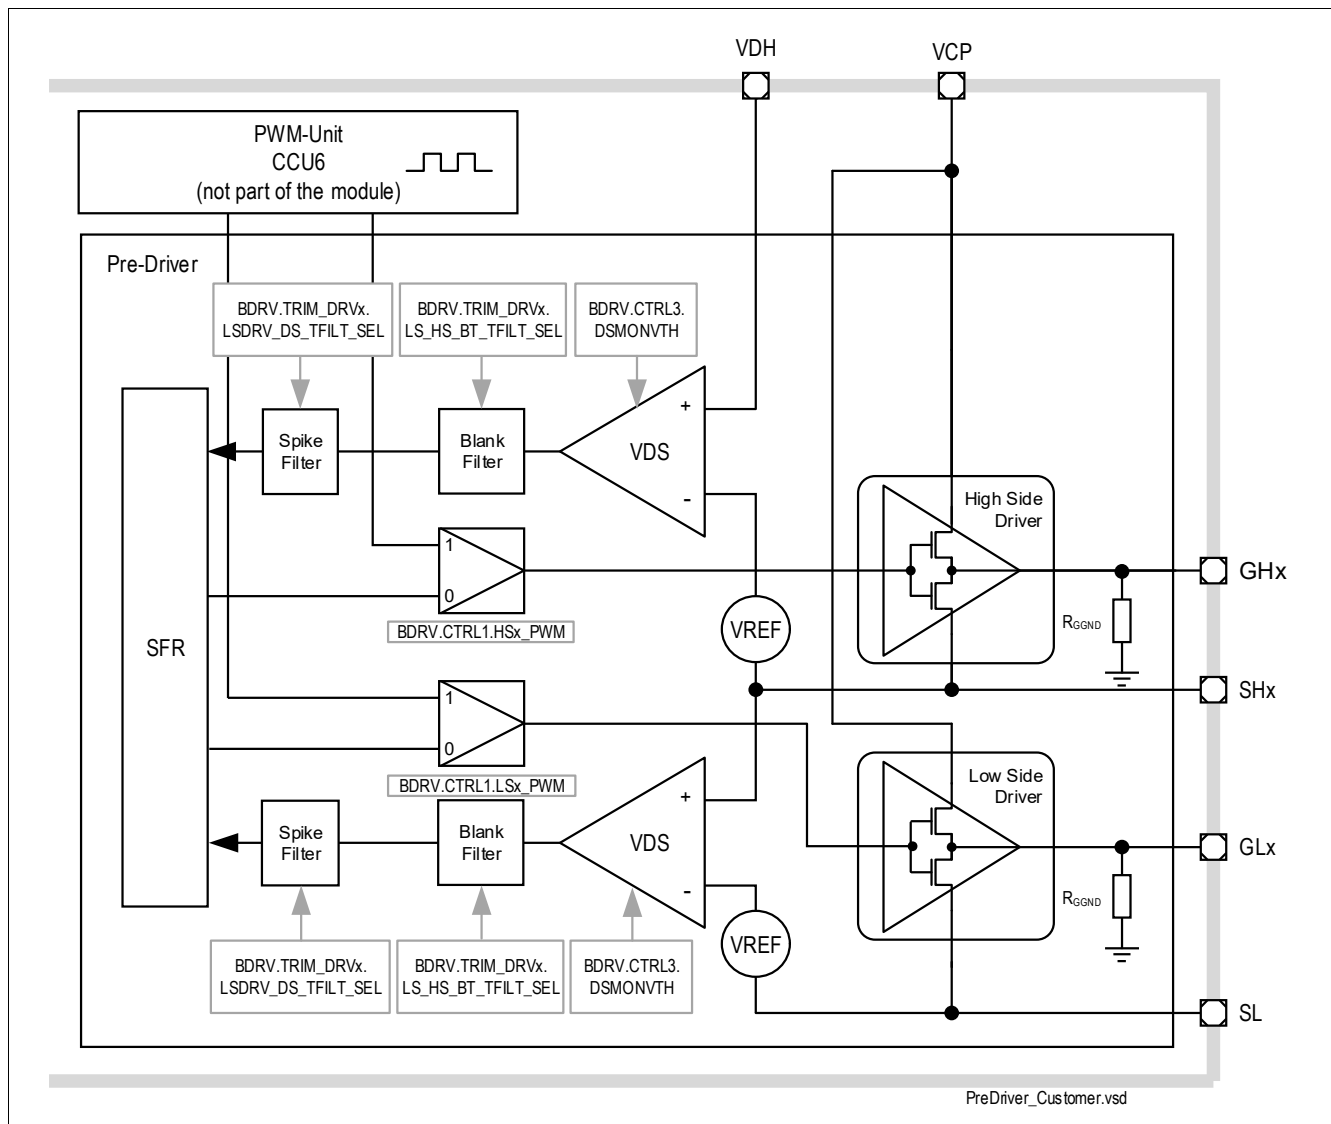 VDH
VCP
PWM-Unit
CCU6
(not part of the module)
Pre-Driver
BDRV.TRIM_DRVx.
LSDRV_DS_TFILT_SEL
BDRV.TRIM_DRVx.
LS_HS_BT_TFILT_SEL
BDRV.CTRL3.
DSMONVTH
Spike
Filter
Blank
Filter
+
VDS
-
High Side
Driver
1
0
BDRV.CTRL1.HSx_PWM
VREF
GHx
RGGND
SFR
SHx
1
0
BDRV.CTRL1.LSx_PWM
Low Side
Driver
Spike
Filter
Blank
Filter
+
VDS
-
GLx
RGGND
VREF
BDRV.TRIM_DRVx.
LSDRV_DS_TFILT_SEL
BDRV.TRIM_DRVx.
LS_HS_BT_TFILT_SEL
BDRV.CTRL3.
DSMONVTH
SL
PreDriver_Customer.vsd